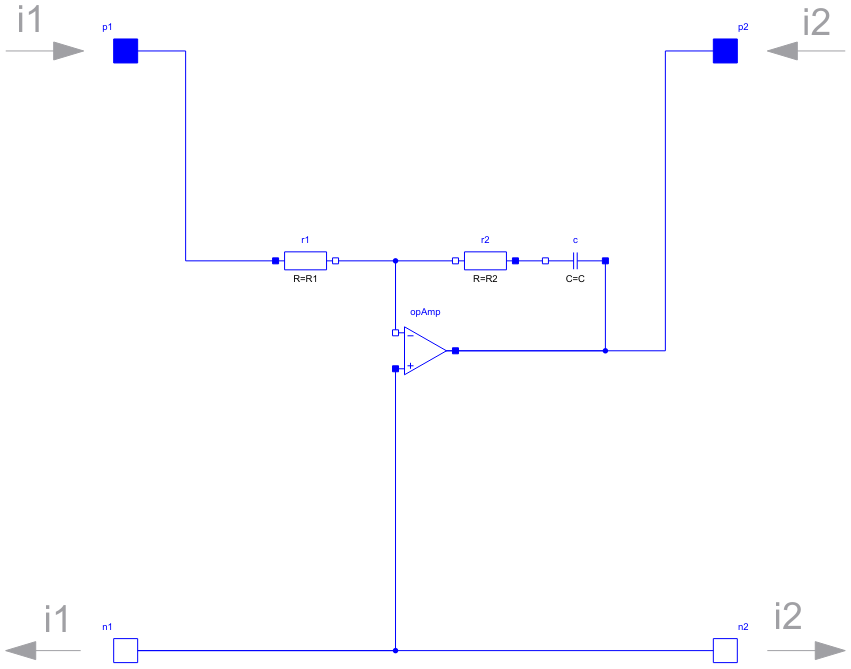 i1
i2
p1
p2
r1
r2
c
R=R1
R=R2
C=C
opAmp
−
+
i1
i2
n1
n2